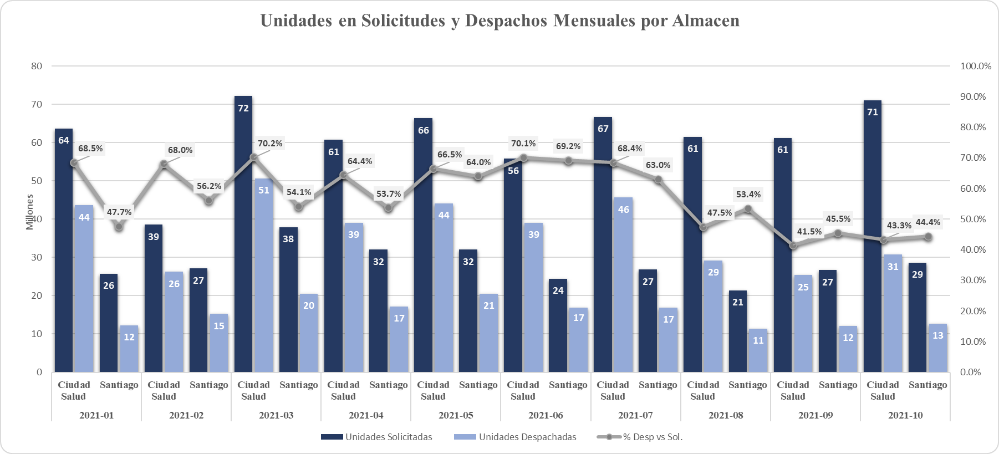 Unidades en Solicitudes y Despachos Mensuales por Almacen
80 100.0%
70 90.0%
60 80.0%
50 70.0%
40 60.0%
30 50.0%
20 40.0%
10 30.0%
0 20.0%
10.0%
0.0%
Millones
64 44 26 12 39 26 27 15 72 51 38 20 61 39 32 17 66 44 32 21 56 39 24 17 67 46 27 17 61 29 21 11 61 25 27 12 71 31 29 13
68.5% 47.7% 68.0% 56.2% 70.2% 54.1% 64.4% 53.7% 66.5% 64.0% 70.1% 69.2% 68.4% 63.0% 47.5% 53.4% 41.5% 45.5% 43.3% 44.4%
Ciudad Santiago Ciudad Santiago Ciudad Santiago Ciudad Santiago Ciudad Santiago Ciudad Santiago Ciudad Santiago Ciudad Santiago Ciudad Santiago Ciudad Santiago
Salud Salud Salud Salud Salud Salud Salud Salud Salud Salud
2021-01 2021-02 2021-03 2021-04 2021-05 2021-06 2021-07 2021-08 2021-09 2021-10
Unidades Solicitadas Unidades Despachadas % Desp vs Sol.